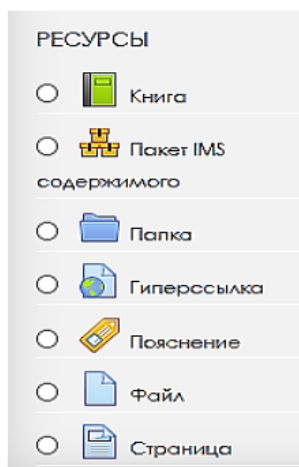 РЕСУРСЫ
Книга
Пакет IMS
содержимого
Папка
Гиперссылка
Пояснение
Файл
Страница